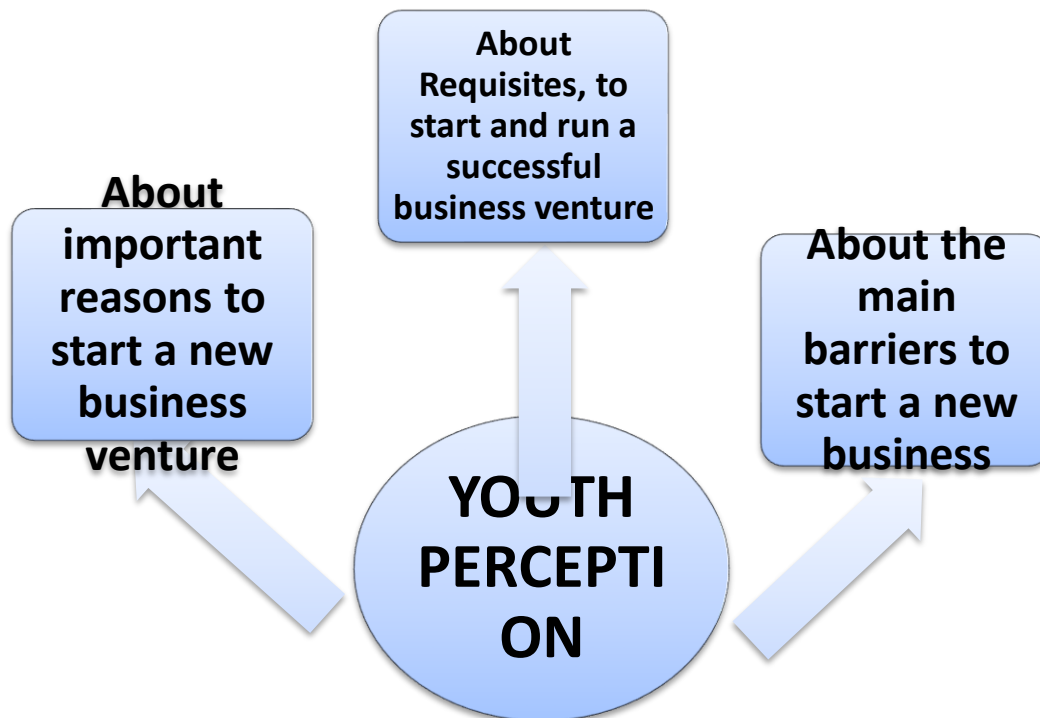 About
Requisites, to
start and run a
successful
business venture
About
important
reasons to
start a new
business
venture
About the
main
barriers to
start a new
business
YOUTH
PERCEPTI
ON